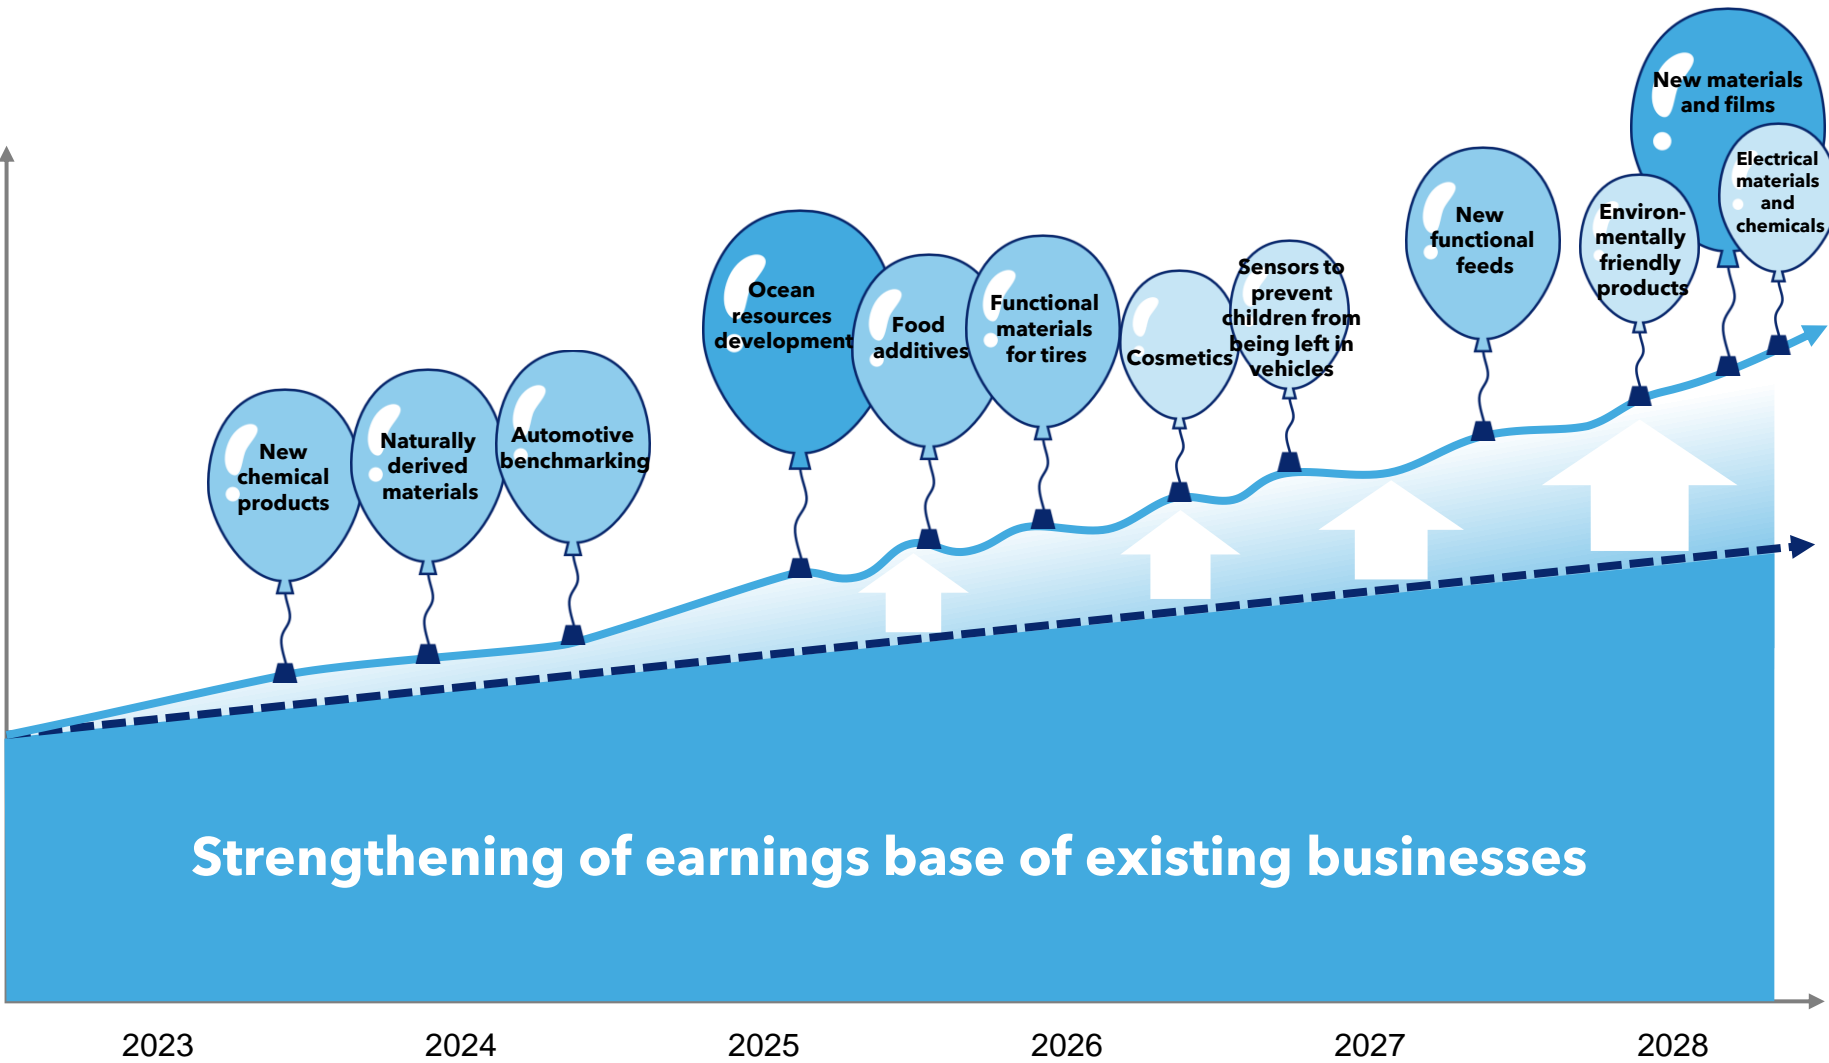 New
chemical
products
Naturally
derived
materials
Automotive
benchmarking
Ocean
resources
development
Food
additives
Functional
materials
for tires
Cosmetics
Sensors to
prevent
children from
being left in
vehicles
New
functional
feeds
Environ-
mentally
friendly
products
New materials
and films
Electrical
materials
and
chemicals
Strengthening of earnings base of existing businesses
2023
2024
2025
2026
2027
2028